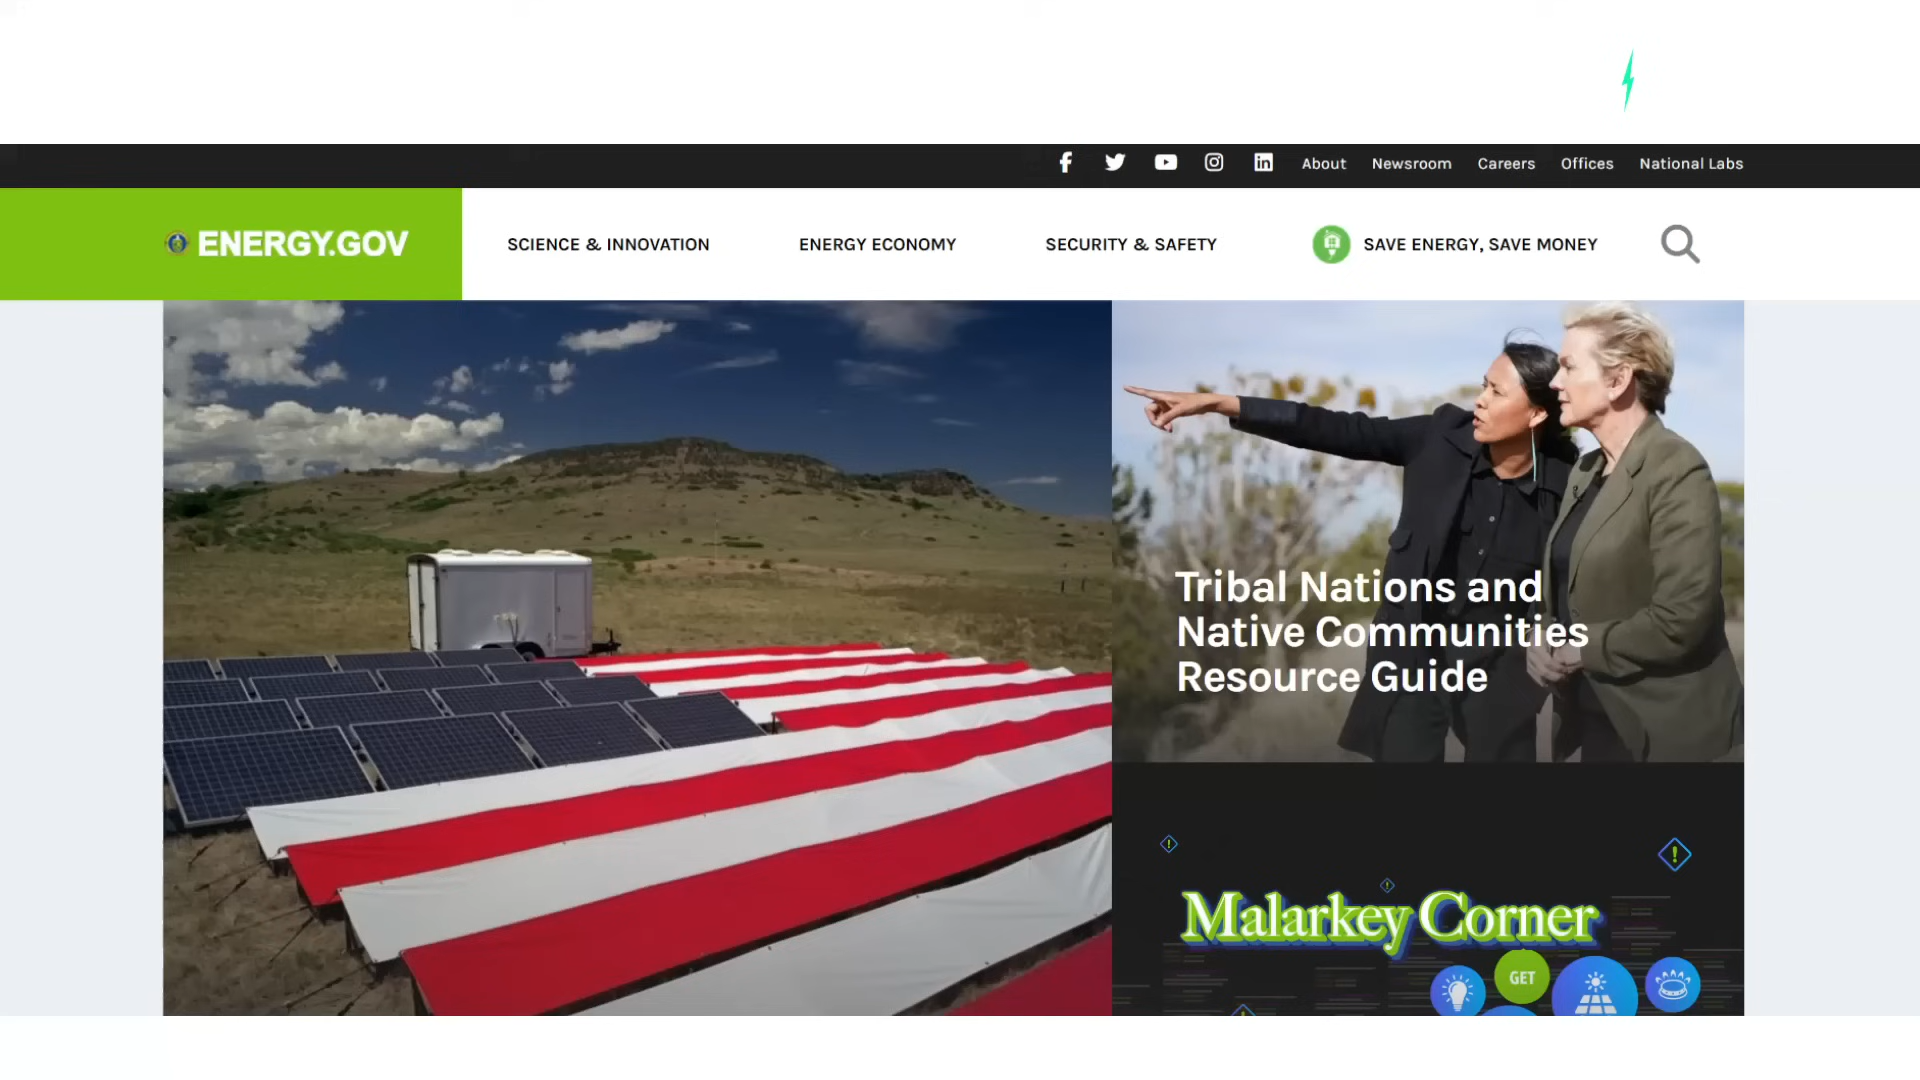 About Newsroom Careers Offices National Labs
ENERGY.GOV SCIENCE & INNOVATION ENERGY ECONOMY SECURITY & SAFETY SAVE ENERGY, SAVE MONEY
Tribal Nations and
Native Communities
Resource Guide
Malarkey Corner
GET